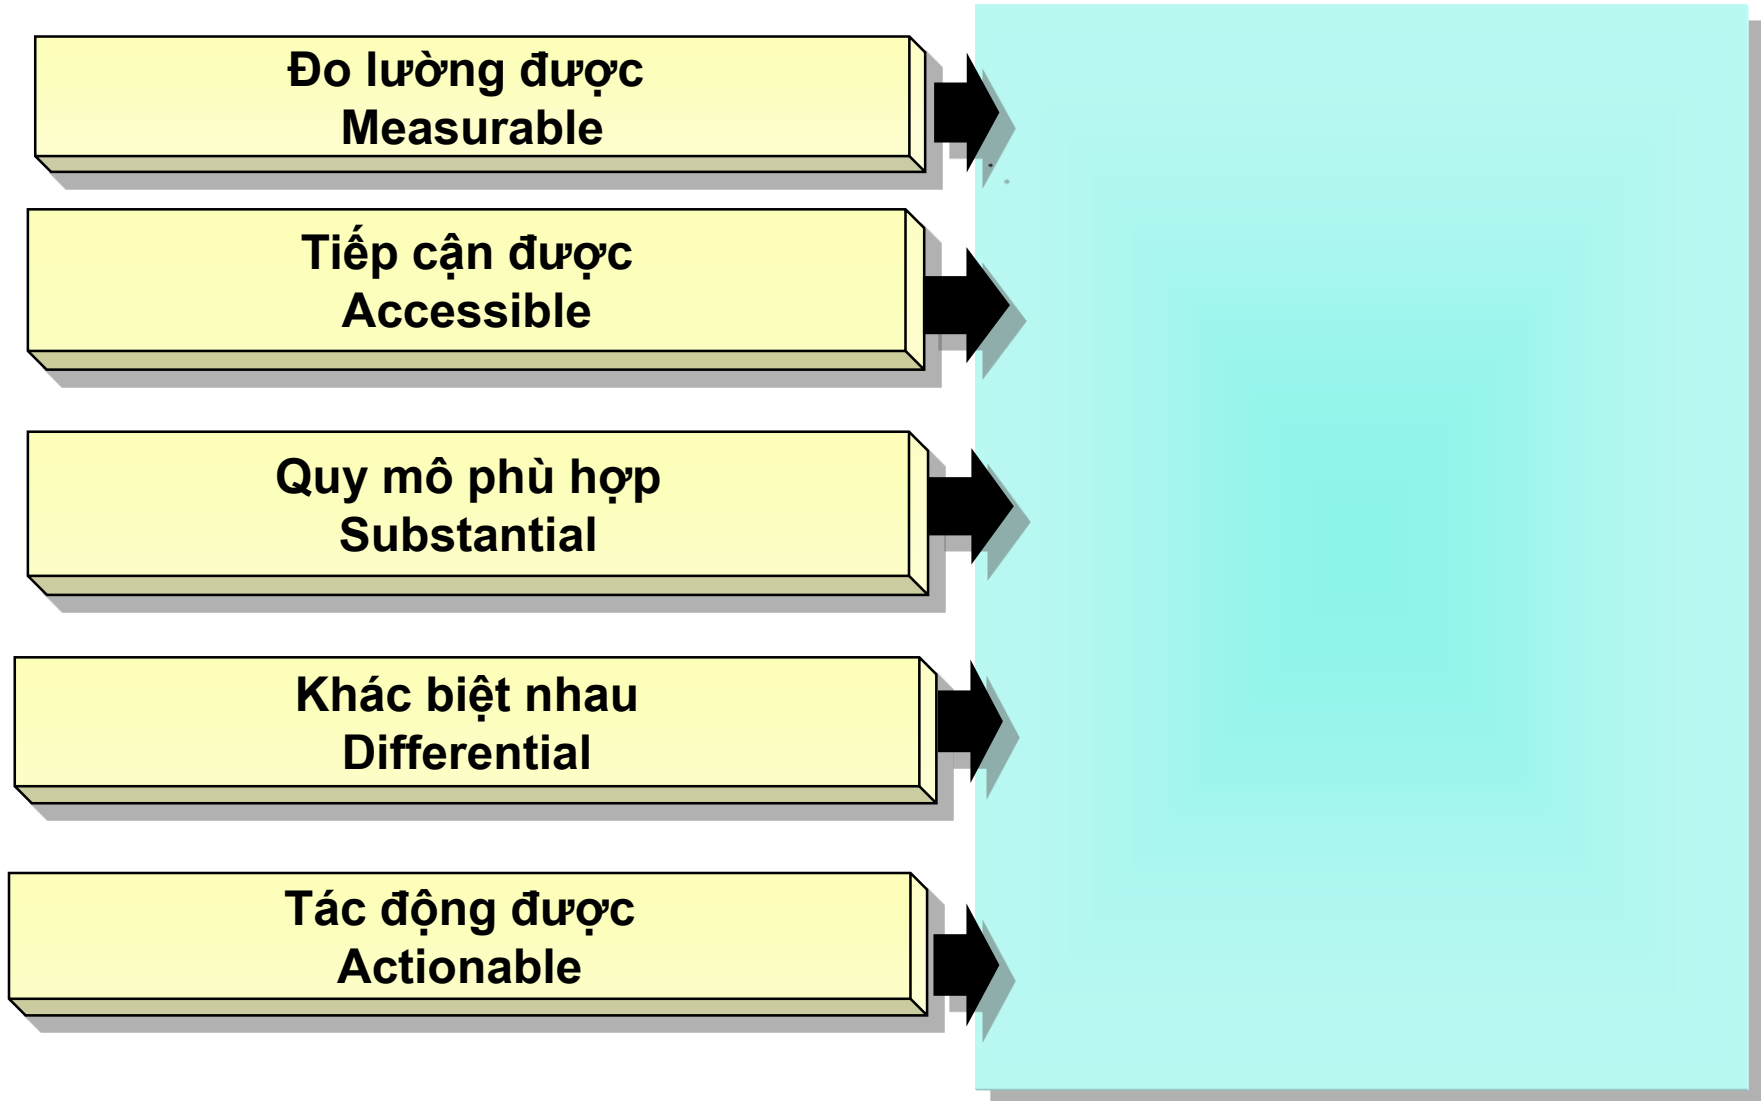 Đo lường được
Measurable
Tiếp cận được
Accessible
Quy mô phù hợp
Substantial
Khác biệt nhau
Differential
Tác động được
Actionable